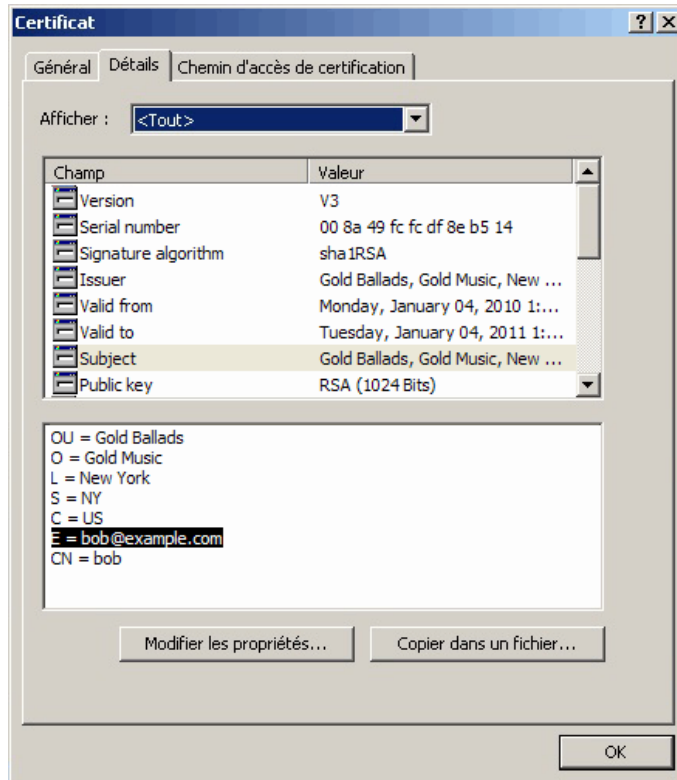 Certificat
Général Détails Chemin d'accès de certification
Afficher : <Tout>
Champ Valeur
Version V3
Serial number 00 8a 49 fc fc df 8e b5 14
Signature algorithm sha1RSA
Issuer Gold Ballads, Gold Music, New ...
Valid from Monday, January 04, 2010 1:...
Valid to Tuesday, January 04, 2011 1:...
Subject Gold Ballads, Gold Music, New ...
Public key RSA (1024 Bits)
OU = Gold Ballads
O = Gold Music
L = New York
S = NY
C = US
E = bob@example.com
CN = bob
Modifier les propriétés... Copier dans un fichier...
OK